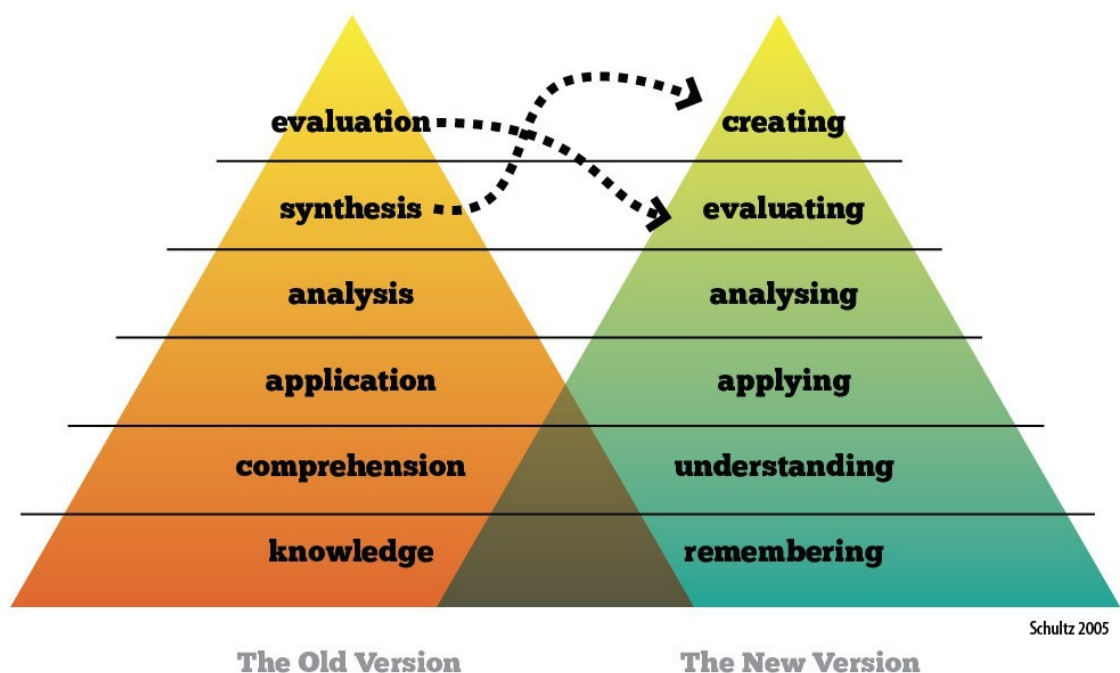 evaluation
synthesis
analysis
application
comprehension
knowledge
creating
evaluating
analysing
applying
understanding
remembering
Schultz 2005
The Old Version
The New Version